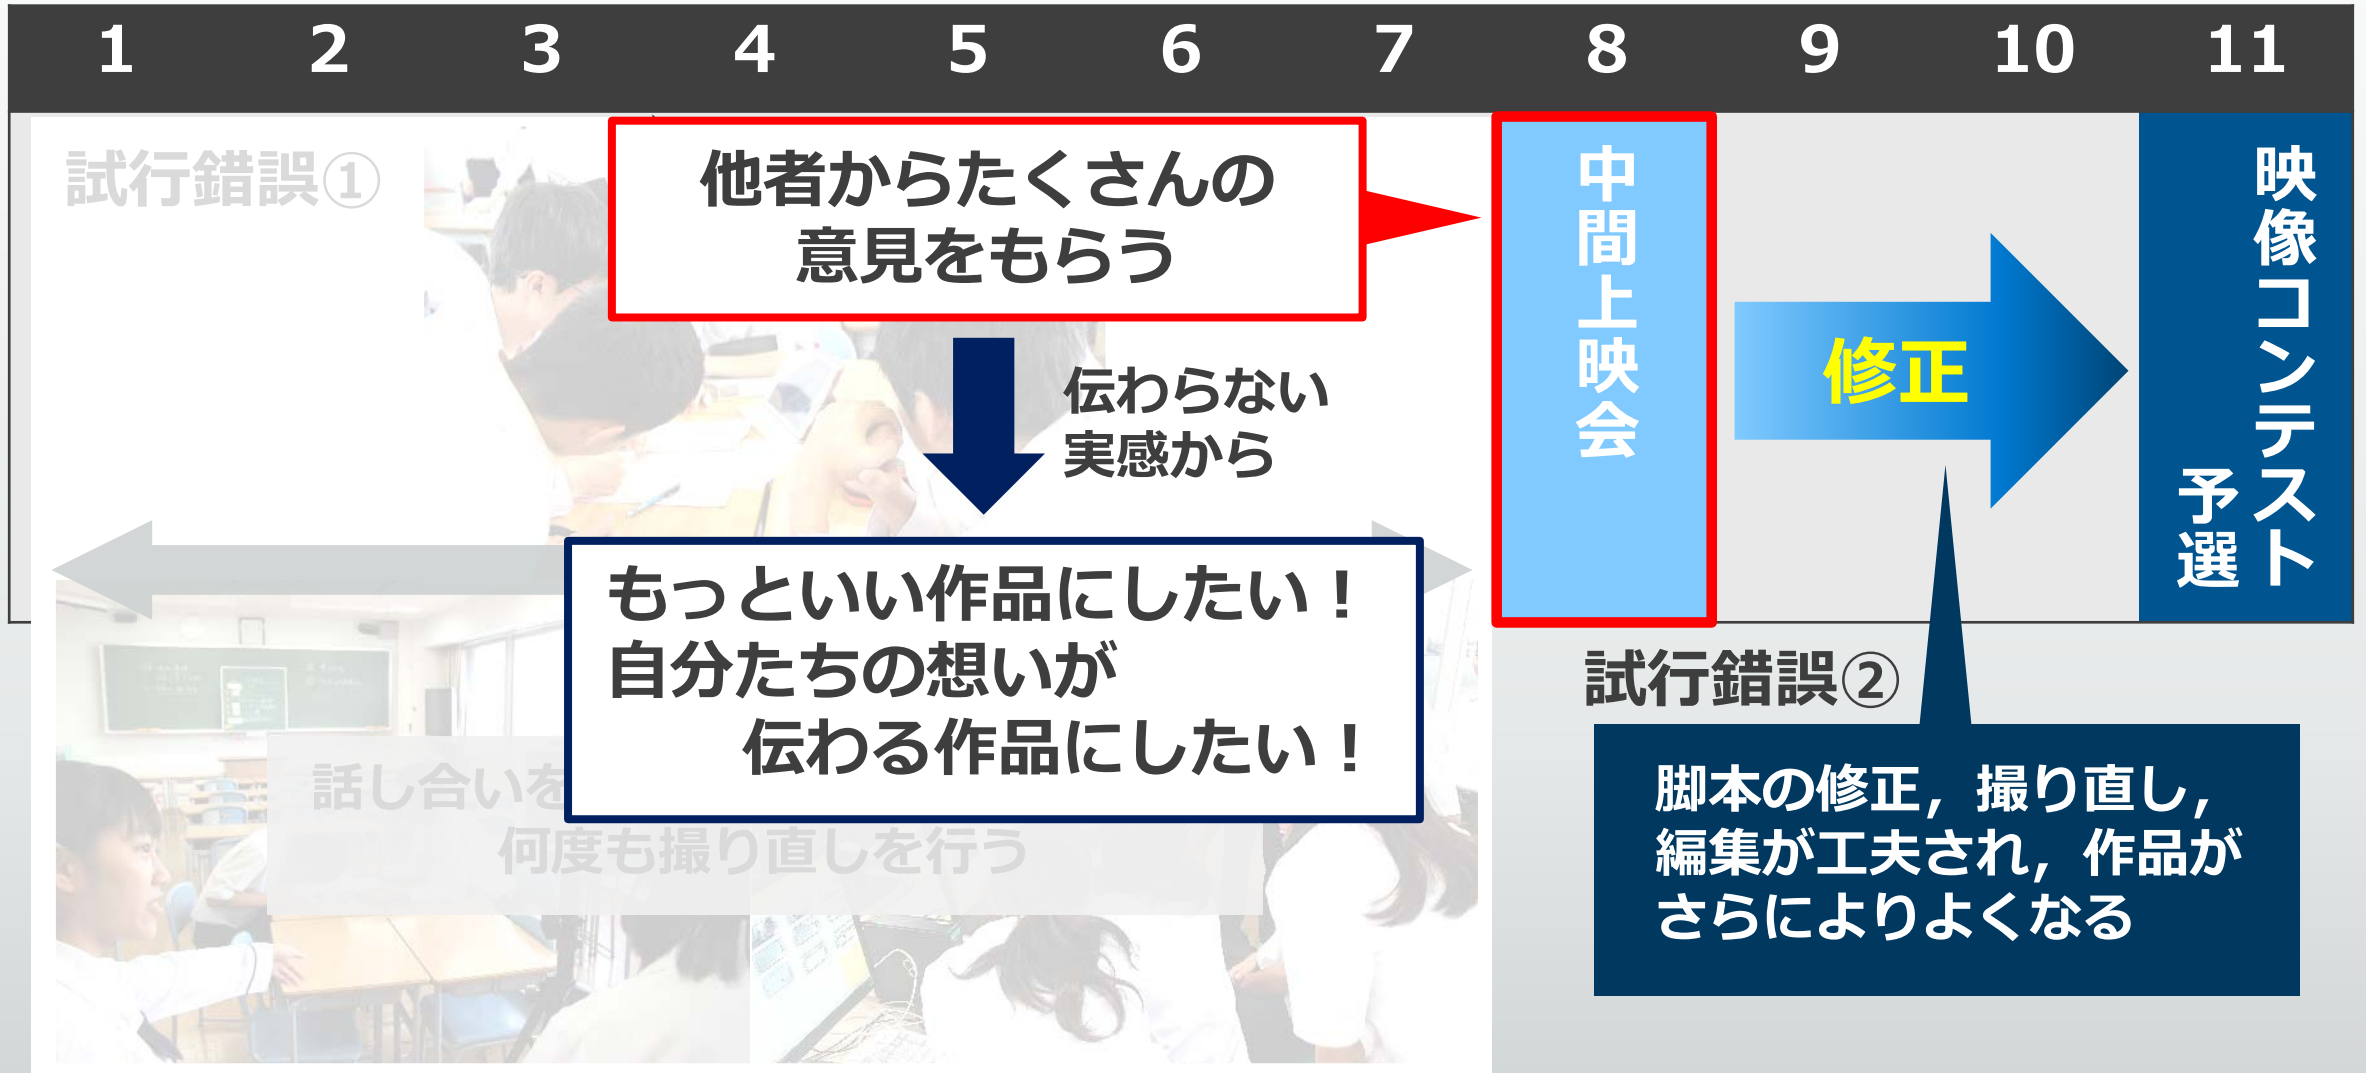 1 2 3 4 5 6 7 8 9 10 11
試行錯誤①
他者からたくさんの
意見をもらう
伝わらない
実感から
もっといい作品にしたい！
自分たちの想いが
伝わる作品にしたい！
話し合いを
何度も撮り直しを行う
中間上映会
修正
映像コンテスト
予選
試行錯誤②
脚本の修正，撮り直し，
編集が工夫され，作品が
さらによりよくなる